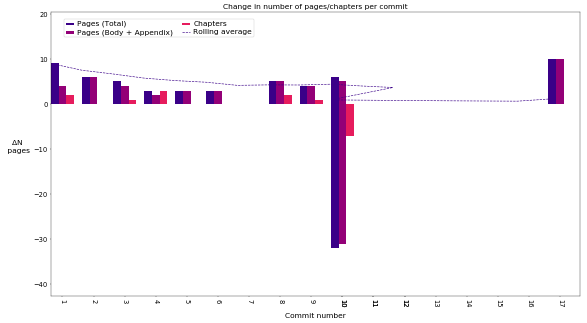 Change in number of pages/chapters per commit
Pages (Total)
Pages (Body + Appendix)
Chapters
Rolling average
20
10
0
−10
−20
−30
−40
ΔN
pages
1 2 3 4 5 6 7 8 9 10 11 12 13 14 15 16 17
Commit number